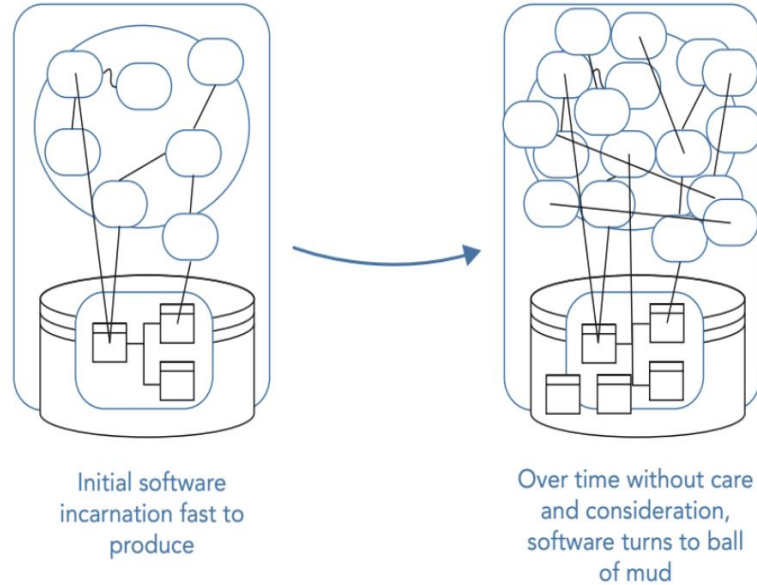 Initial software
incarnation fast to
produce
Over time without care
and consideration,
software turns to ball
of mud